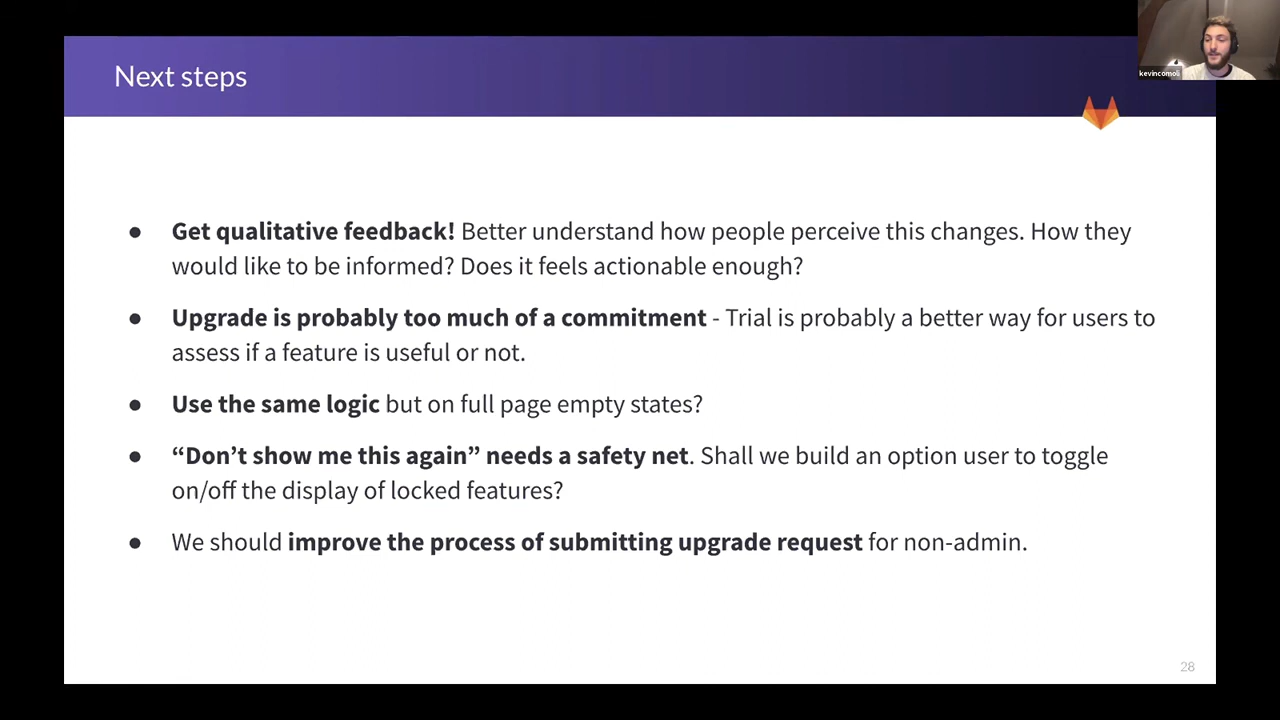 Next steps
kevincomoli
● Get qualitative feedback! Better understand how people perceive this changes. How they
would like to be informed? Does it feels actionable enough?
● Upgrade is probably too much of a commitment - Trial is probably a better way for users to
assess if a feature is useful or not.
● Use the same logic but on full page empty states?
● “Don’t show me this again” needs a safety net. Shall we build an option user to toggle
on/off the display of locked features?
● We should improve the process of submitting upgrade request for non-admin.
28